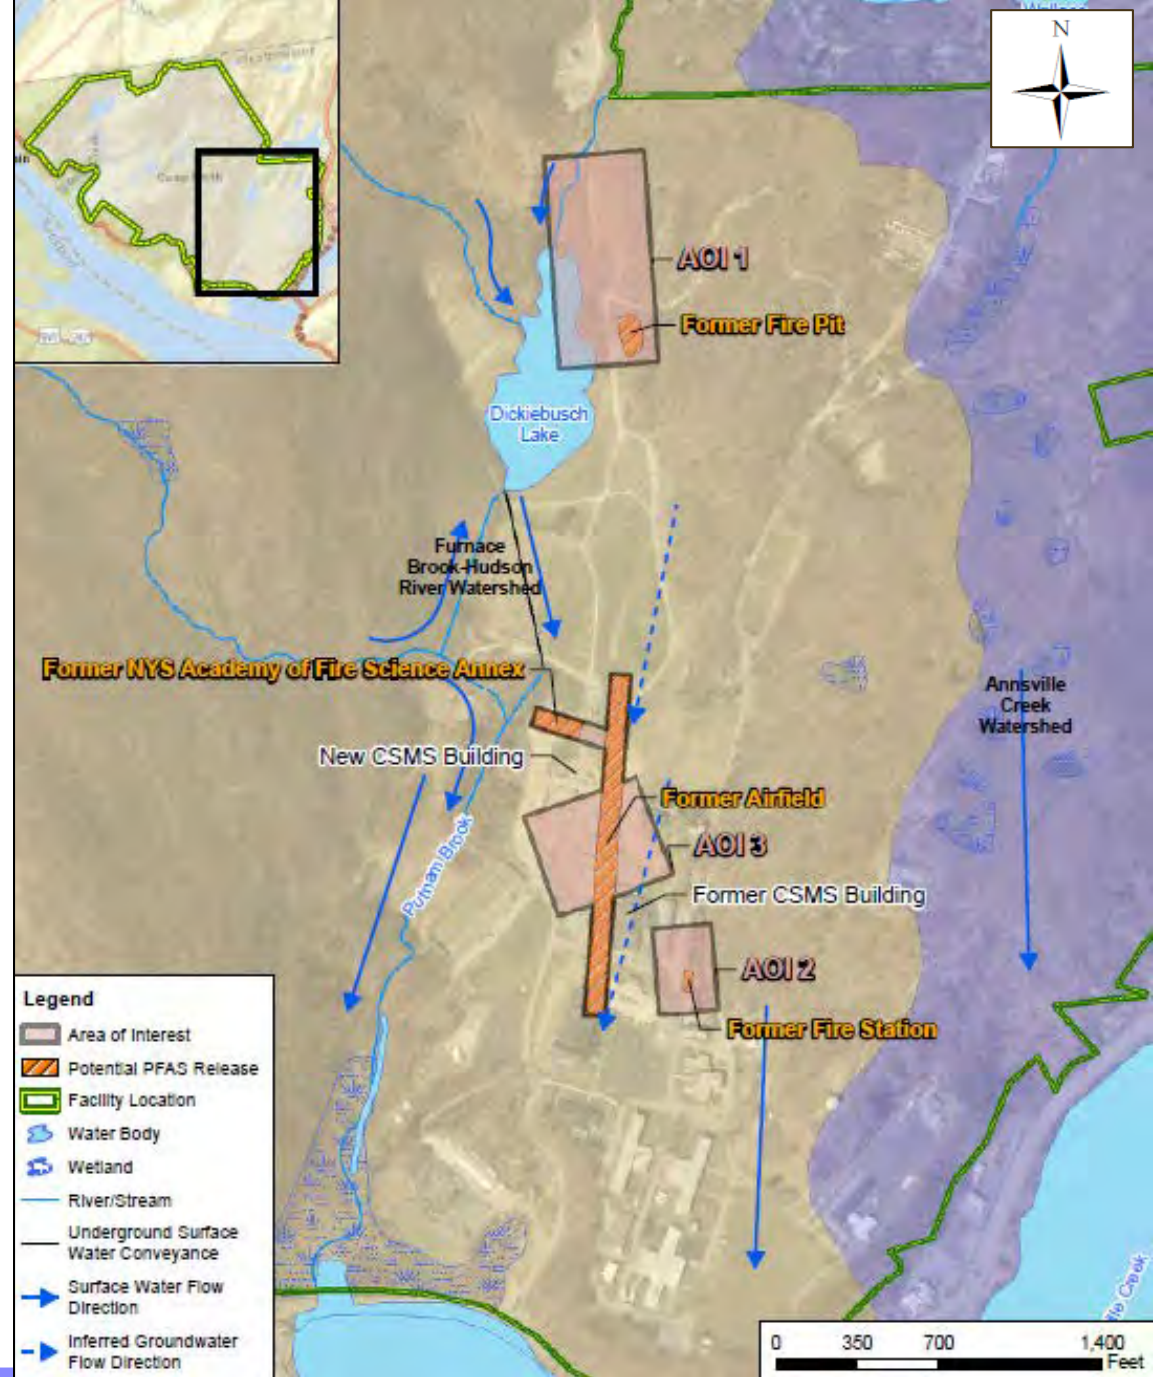 N
AOI 1
Former Fire Pit
Dickiebusch
Lake
Furnace
Brook-Hudson
River Watershed
Former NYS Academy of Fire Science Annex
Annsville
Creek
Watershed
New CSMS Building
Former Airfield
AOI 3
Putnam Brook
Former CSMS Building
AOI 2
Former Fire Station
Legend
Area of Interest
Potential PFAS Release
Facility Location
Water Body
Wetland
River/Stream
Underground Surface
Water Conveyance
Surface Water Flow
Direction
Inferred Groundwater
Flow Direction
Creek
0 350 700 1,400
Feet